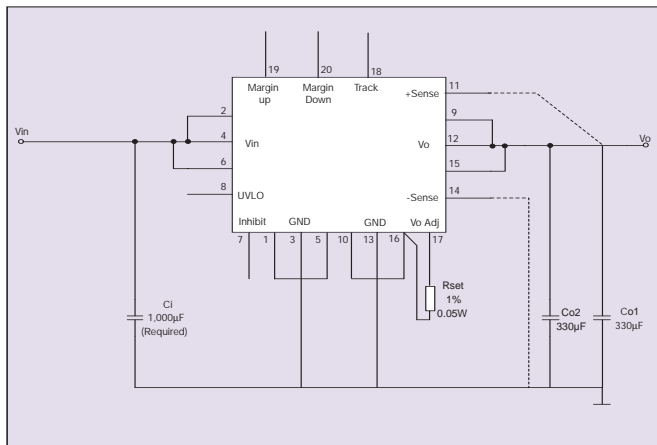 19
20
18
Margin up
Margin Down
Track
11
+Sense
2
9
Vin
4
Vin
Vo
12
Vo
6
15
8
UVLO
-Sense
14
Inhibit
GND
GND
Vo Adj
7
1
3
5
10
13
16
17
Rset
1%
0.05W
Ci
1,000µF
(Required)
Co2
330µF
Co1
330µF